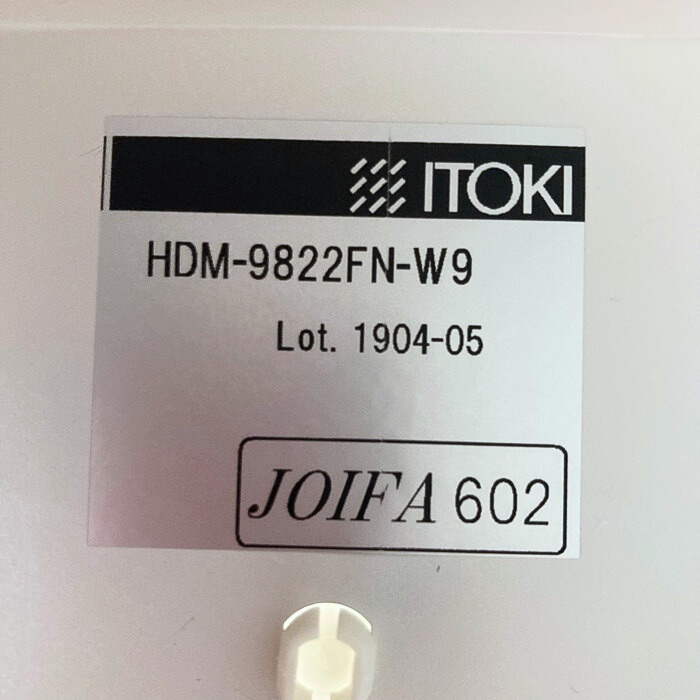 ITOKI
HDM-9822FN-W9
Lot. 1904-05
JOIFA 602